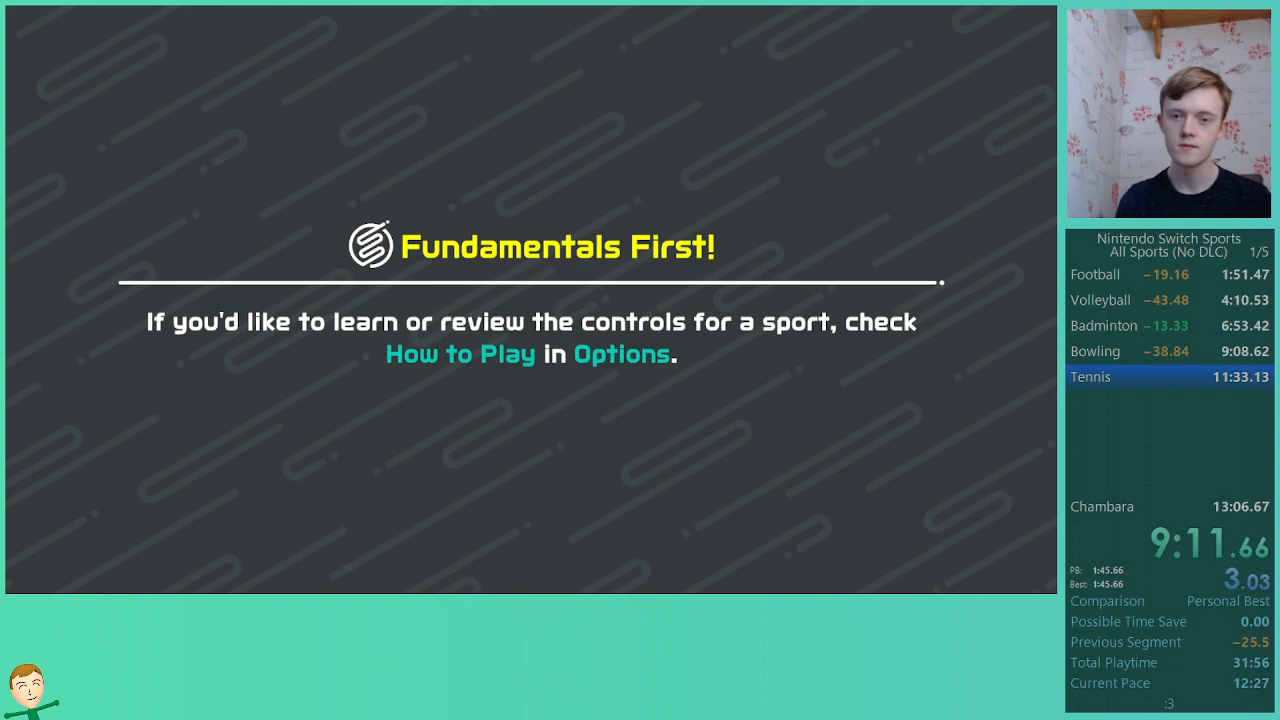 Fundamentals First!
If you'd like to learn or review the controls for a sport, check
How to Play in Options.
Nintendo Switch Sports
All Sports (No DLC) 1/5
Football −19.16 1:51.47
Volleyball −43.48 4:10.53
Badminton −13.33 6:53.42
Bowling −38.84 9:08.62
Tennis 11:33.13
Chambara 13:06.67
9:11.66
PB: 1:45.66
Best: 1:45.66
3.03
Comparison Personal Best
Possible Time Save 0.00
Previous Segment −25.5
Total Playtime 31:56
Current Pace 12:27
:3